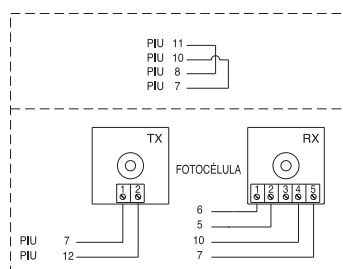 PIU 11
PIU 10
PIU 8
PIU 7
TX
RX
FOTOCÉLULA
1 2
1 2 3 4 5
6
5
PIU 7
10
PIU 12
7